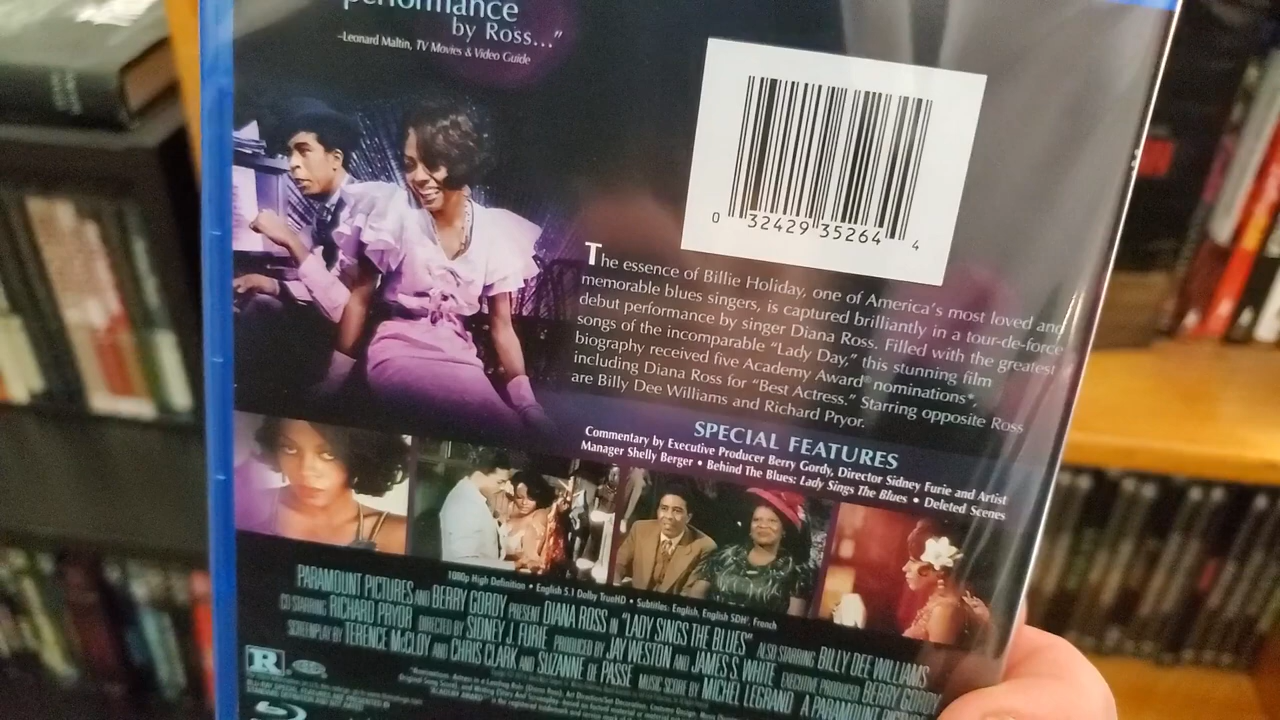 performance
by Ross..."
–Leonard Maltin, TV Movies & Video Guide
0 32429 35264 4
The essence of Billie Holiday, one of America's most loved and
memorable blues singers, is captured brilliantly in a tour-de-force
debut performance by singer Diana Ross. Filled with the greatest
songs of the incomparable "Lady Day," this stunning film
biography received five Academy Award® nominations*,
including Diana Ross for "Best Actress." Starring opposite Ross
are Billy Dee Williams and Richard Pryor.
SPECIAL FEATURES
Commentary by Executive Producer Berry Gordy, Director Sidney Furie and Artist
Manager Shelly Berger • Behind The Blues: Lady Sings The Blues • Deleted Scenes
1080p High Definition • English 5.1 Dolby TrueHD • Subtitles: English, English SDH, French
PARAMOUNT PICTURES AND BERRY GORDY PRESENT DIANA ROSS IN "LADY SINGS THE BLUES" ALSO STARRING BILLY DEE WILLIAMS
CO STARRING RICHARD PRYOR DIRECTED BY SIDNEY J. FURIE PRODUCED BY JAY WESTON AND JAMES S. WHITE EXECUTIVE PRODUCER BERRY GORDY
SCREENPLAY BY TERENCE McCLOY AND CHRIS CLARK AND SUZANNE DE PASSE MUSIC SCORE BY MICHEL LEGRAND A PARAMOUNT
R